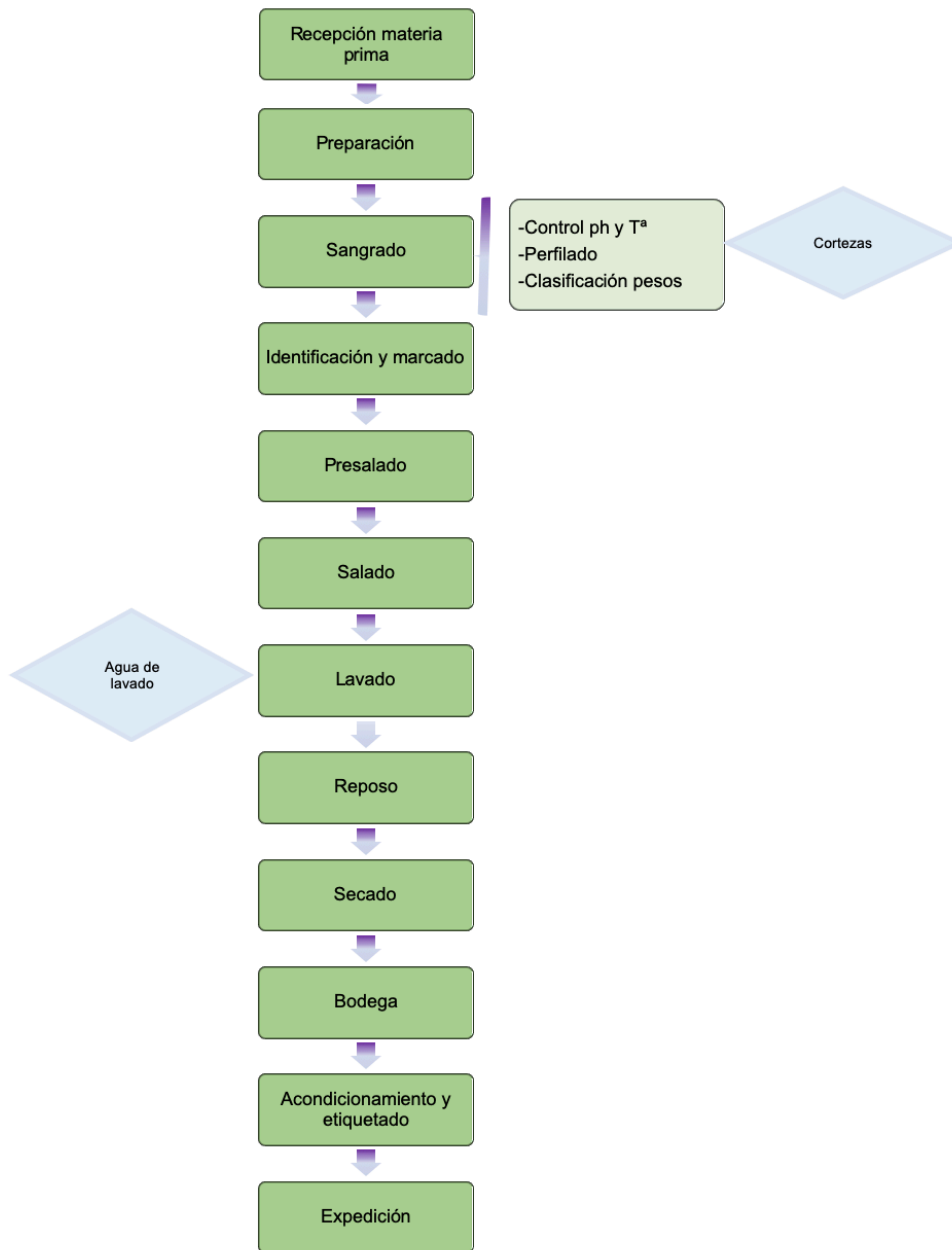 Recepción materia
prima
Preparación
Sangrado
-Control ph y Tª
-Perfilado
-Clasificación pesos
Cortezas
Identificación y marcado
Presalado
Salado
Agua de
lavado
Lavado
Reposo
Secado
Bodega
Acondicionamiento y
etiquetado
Expedición